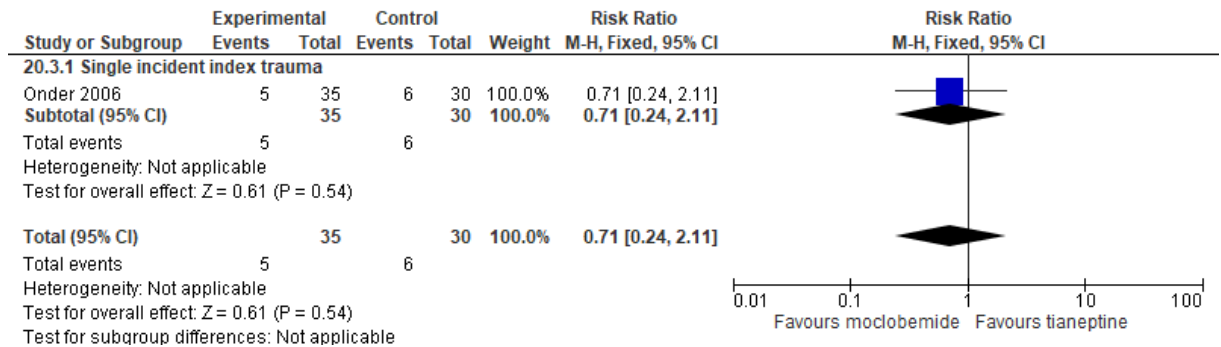 Experimental Control Risk Ratio Risk Ratio
Study or Subgroup Events Total Events Total Weight M-H, Fixed, 95% CI M-H, Fixed, 95% CI
20.3.1 Single incident index trauma
Onder 2006 5 35 6 30 100.0% 0.71 [0.24, 2.11]
Subtotal (95% CI) 35 30 100.0% 0.71 [0.24, 2.11]
Total events 5 6
Heterogeneity: Not applicable
Test for overall effect: Z = 0.61 (P = 0.54)
Total (95% CI) 35 30 100.0% 0.71 [0.24, 2.11]
Total events 5 6
Heterogeneity: Not applicable
Test for overall effect: Z = 0.61 (P = 0.54)
Test for subgroup differences: Not applicable
0.01 0.1 1 10 100
Favours moclobemide Favours tianeptine